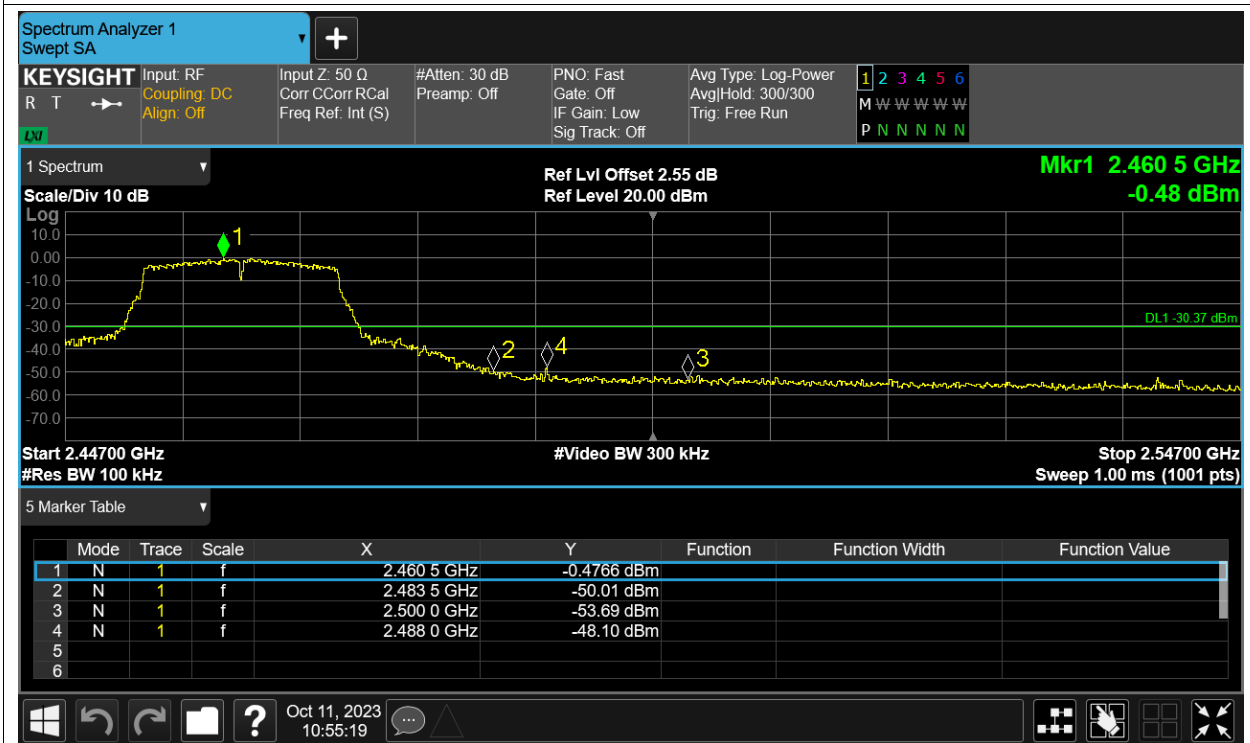 Spectrum Analyzer 1
Swept SA
KEYSIGHT
R T
LXI
Input: RF
Coupling: DC
Align: Off
Input Z: 50 Ω
Corr CCorr RCal
Freq Ref: Int (S)
#Atten: 30 dB
Preamp: Off
PNO: Fast
Gate: Off
IF Gain: Low
Sig Track: Off
Avg Type: Log-Power
Avg|Hold: 300/300
Trig: Free Run
1 2 3 4 5 6
M W W W W W
P N N N N N
1 Spectrum
Scale/Div 10 dB
Ref Lvl Offset 2.55 dB
Ref Level 20.00 dBm
Mkr1 2.460 5 GHz
-0.48 dBm
Log
10.0
0.00
-10.0
-20.0
-30.0
-40.0
-50.0
-60.0
-70.0
1
2
4
3
DL1 -30.37 dBm
Start 2.44700 GHz
#Video BW 300 kHz
Stop 2.54700 GHz
#Res BW 100 kHz
Sweep 1.00 ms (1001 pts)
5 Marker Table
Mode Trace Scale X Y Function Function Width Function Value
1 N 1 f 2.460 5 GHz -0.4766 dBm
2 N 1 f 2.483 5 GHz -50.01 dBm
3 N 1 f 2.500 0 GHz -53.69 dBm
4 N 1 f 2.488 0 GHz -48.10 dBm
5
6
?
Oct 11, 2023
10:55:19